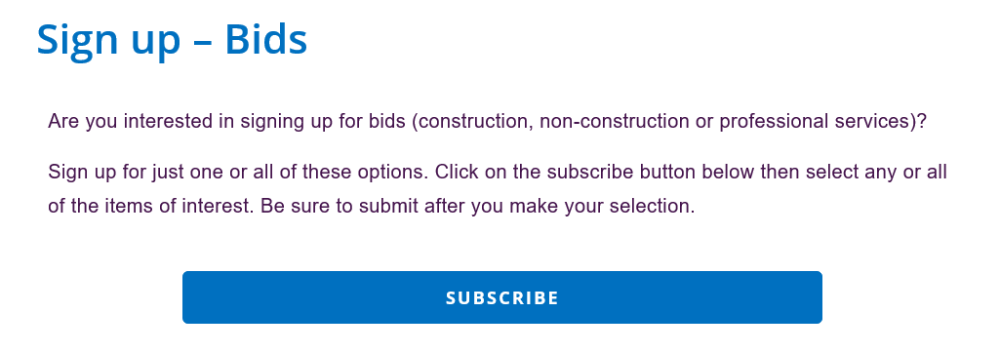 Sign up – Bids
Are you interested in signing up for bids (construction, non-construction or professional services)?
Sign up for just one or all of these options. Click on the subscribe button below then select any or all
of the items of interest. Be sure to submit after you make your selection.
SUBSCRIBE